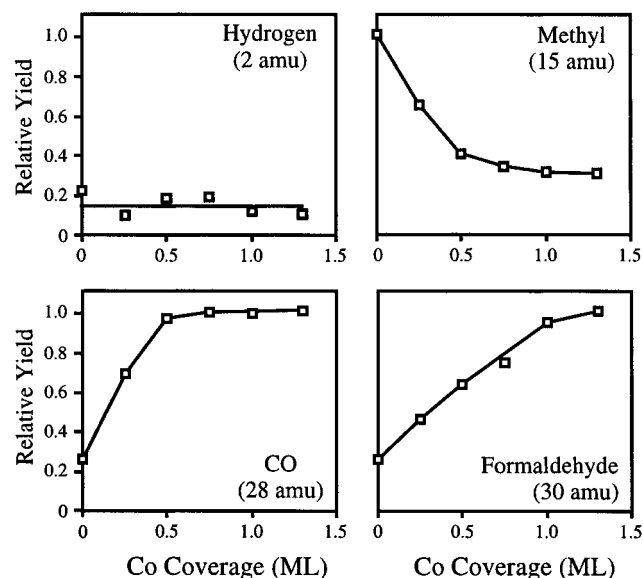 Relative Yield
1.0
0.8
0.6
0.4
0.2
0
Hydrogen
(2 amu)
0 0.5 1.0 1.5
Methyl
(15 amu)
0 0.5 1.0 1.5
Relative Yield
1.0
0.8
0.6
0.4
0.2
0
CO
(28 amu)
0 0.5 1.0 1.5
Co Coverage (ML)
Formaldehyde
(30 amu)
0 0.5 1.0 1.5
Co Coverage (ML)